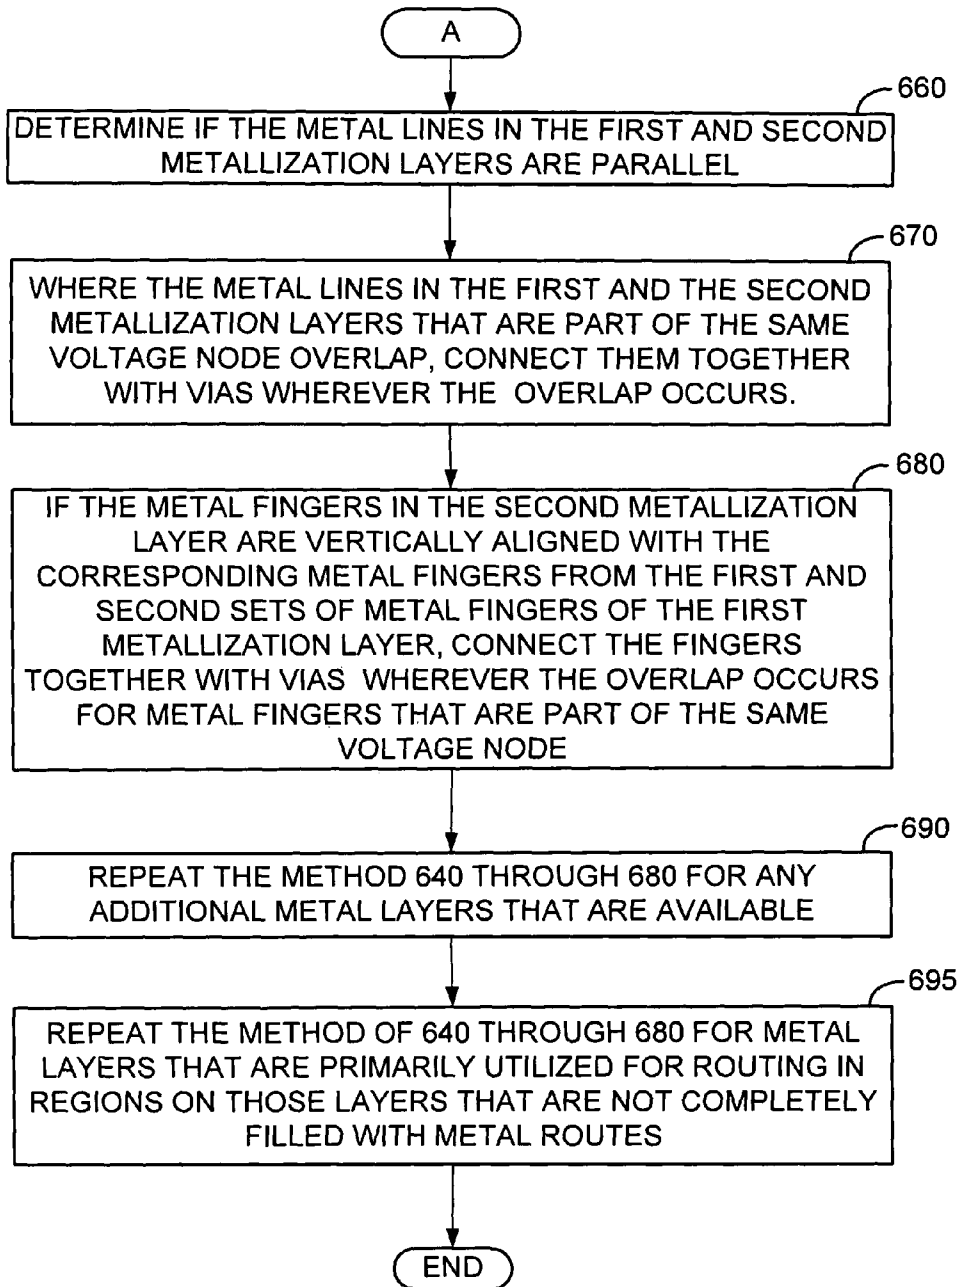 A
660
DETERMINE IF THE METAL LINES IN THE FIRST AND SECOND
METALLIZATION LAYERS ARE PARALLEL
670
WHERE THE METAL LINES IN THE FIRST AND THE SECOND
METALLIZATION LAYERS THAT ARE PART OF THE SAME
VOLTAGE NODE OVERLAP, CONNECT THEM TOGETHER
WITH VIAS WHEREVER THE OVERLAP OCCURS.
680
IF THE METAL FINGERS IN THE SECOND METALLIZATION
LAYER ARE VERTICALLY ALIGNED WITH THE
CORRESPONDING METAL FINGERS FROM THE FIRST AND
SECOND SETS OF METAL FINGERS OF THE FIRST
METALLIZATION LAYER, CONNECT THE FINGERS
TOGETHER WITH VIAS WHEREVER THE OVERLAP OCCURS
FOR METAL FINGERS THAT ARE PART OF THE SAME
VOLTAGE NODE
690
REPEAT THE METHOD 640 THROUGH 680 FOR ANY
ADDITIONAL METAL LAYERS THAT ARE AVAILABLE
695
REPEAT THE METHOD OF 640 THROUGH 680 FOR METAL
LAYERS THAT ARE PRIMARILY UTILIZED FOR ROUTING IN
REGIONS ON THOSE LAYERS THAT ARE NOT COMPLETELY
FILLED WITH METAL ROUTES
END